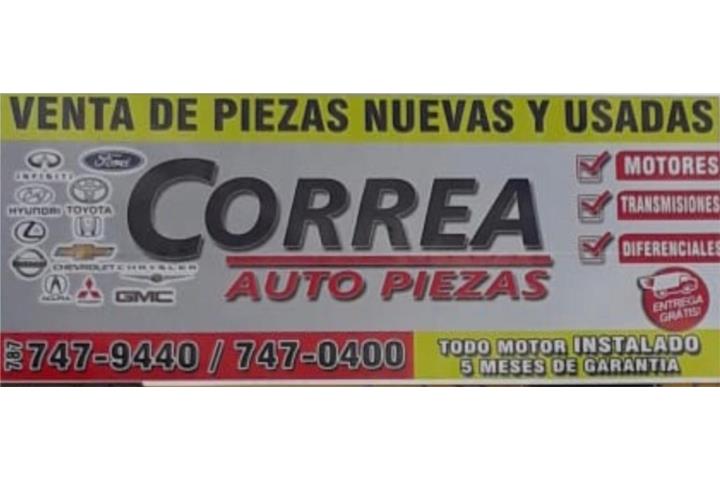 VENTA DE PIEZAS NUEVAS Y USADAS
INFINITI
Ford
HYUNDAI
TOYOTA
NISSAN
CHEVROLET
CHRYSLER
ACURA
GMC
CORREA
AUTO PIEZAS
MOTORES
TRANSMISIONES
DIFERENCIALES
ENTREGA
GRATIS!
787 747-9440 / 747-0400
TODO MOTOR INSTALADO
5 MESES DE GARANTIA